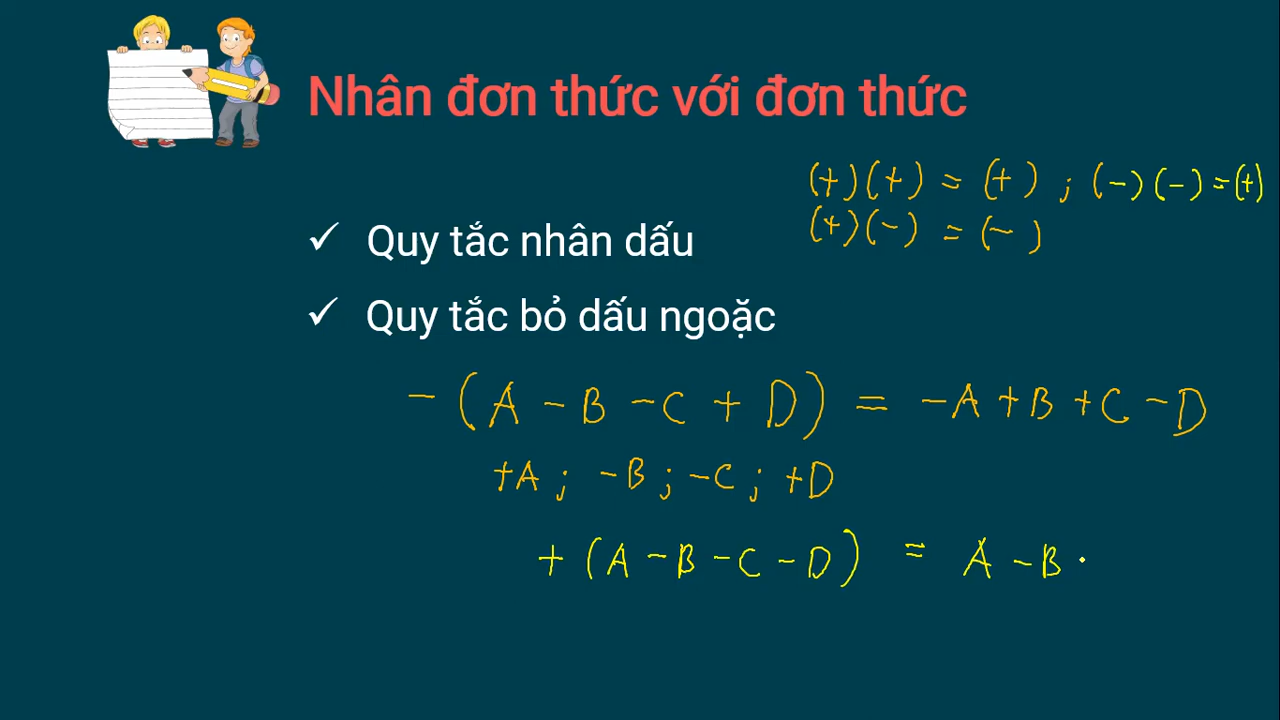 Nhân đơn thức với đơn thức
(+)(+) = (+) ; (-)(-) = (+)
(+)(-) = (-)
✓ Quy tắc nhân dấu
✓ Quy tắc bỏ dấu ngoặc
- (A - B - C + D) = - A + B + C - D
+A ; -B ; -C ; +D
+ (A - B - C - D) = A - B ·